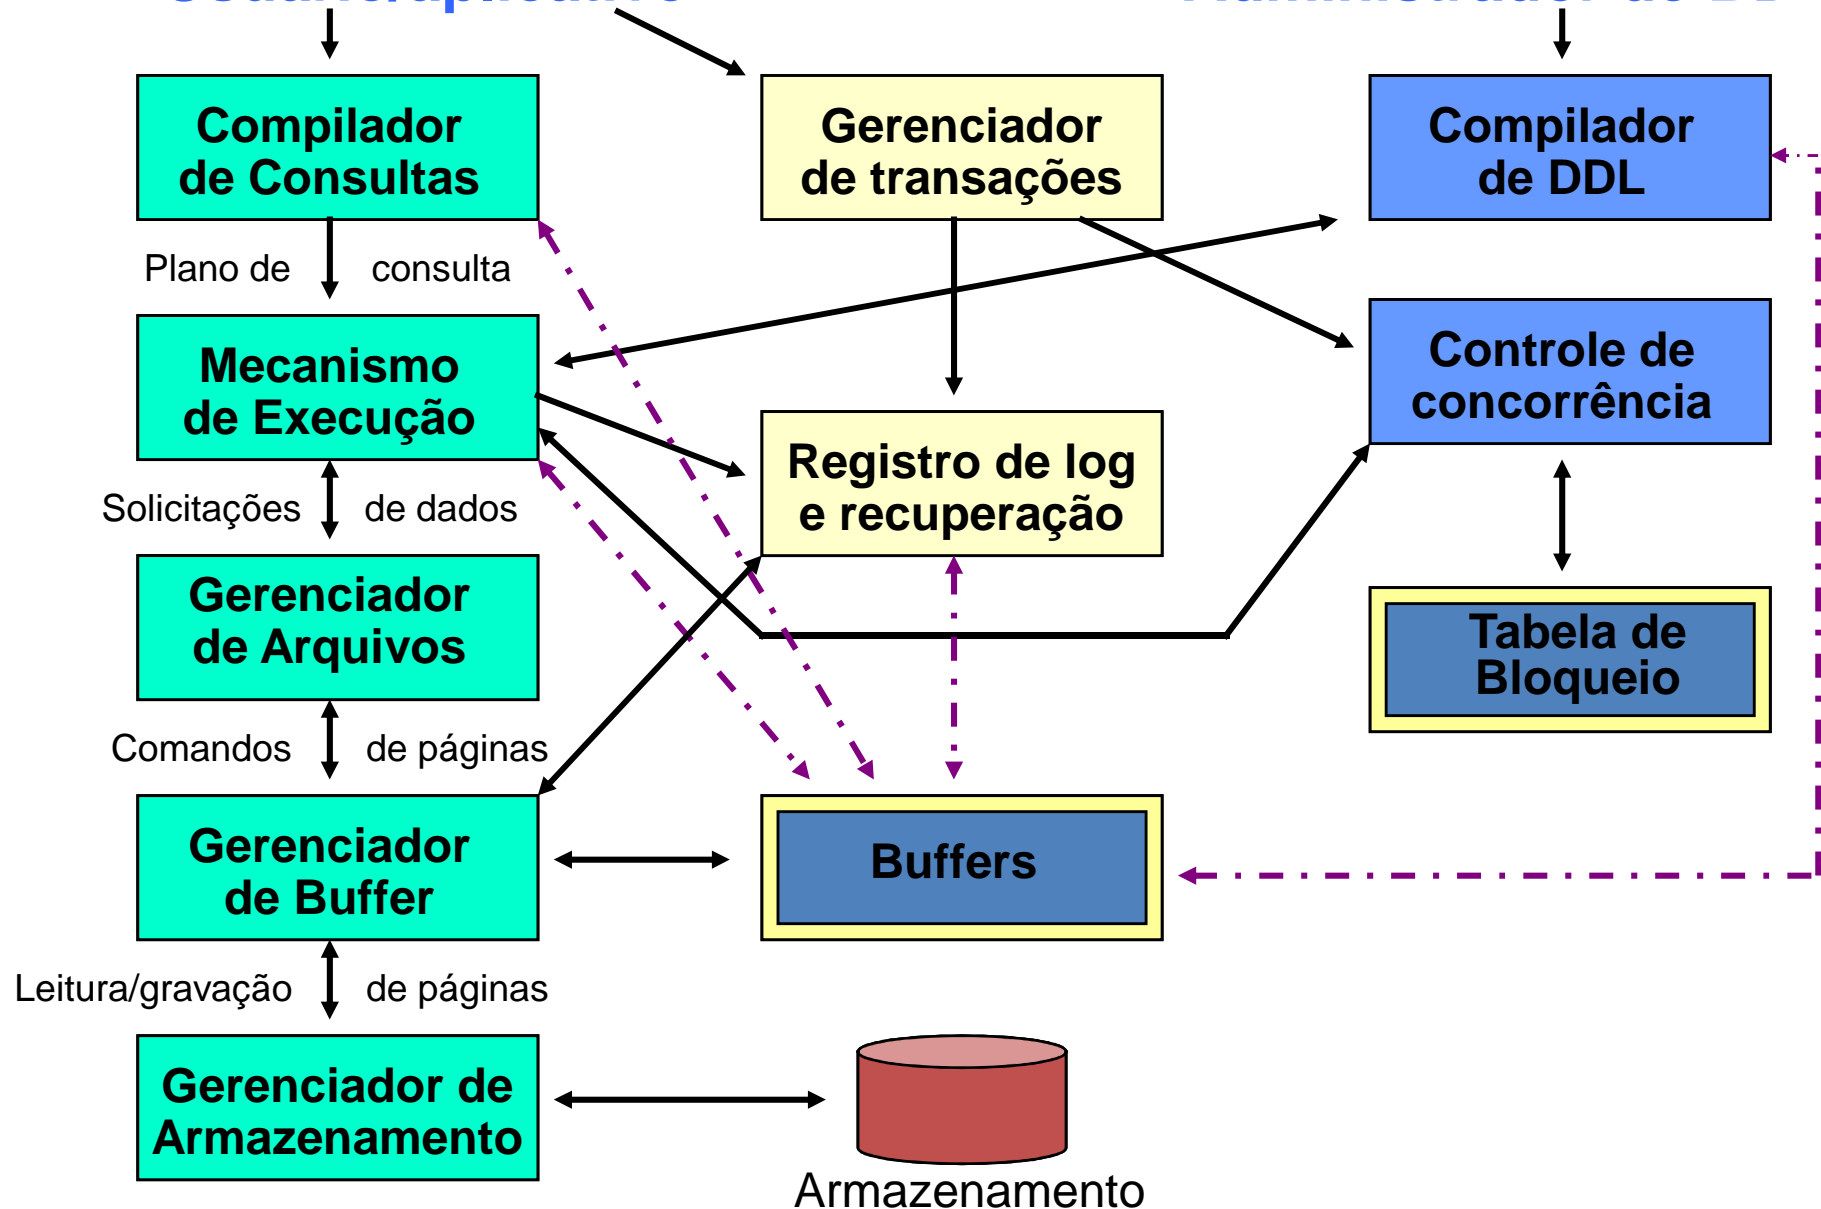 Compilador
de Consultas
Gerenciador
de transações
Compilador
de DDL
Plano de consulta
Mecanismo
de Execução
Controle de
concorrência
Registro de log
e recuperação
Solicitações de dados
Gerenciador
de Arquivos
Tabela de
Bloqueio
Comandos de páginas
Gerenciador
de Buffer
Buffers
Leitura/gravação de páginas
Gerenciador de
Armazenamento
Armazenamento